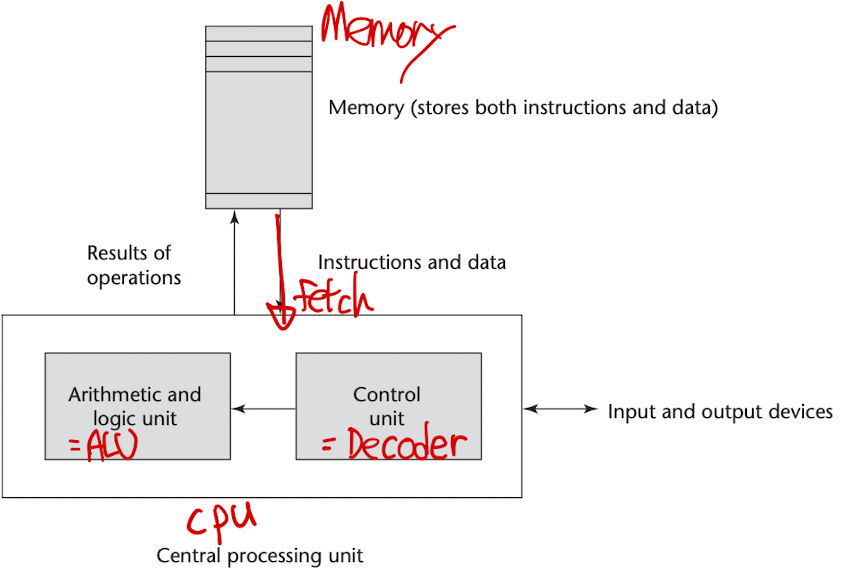 Memory
Memory (stores both instructions and data)
Results of
operations
Instructions and data
fetch
Arithmetic and
logic unit
= ALU
Control
unit
= Decoder
Input and output devices
cpu
Central processing unit